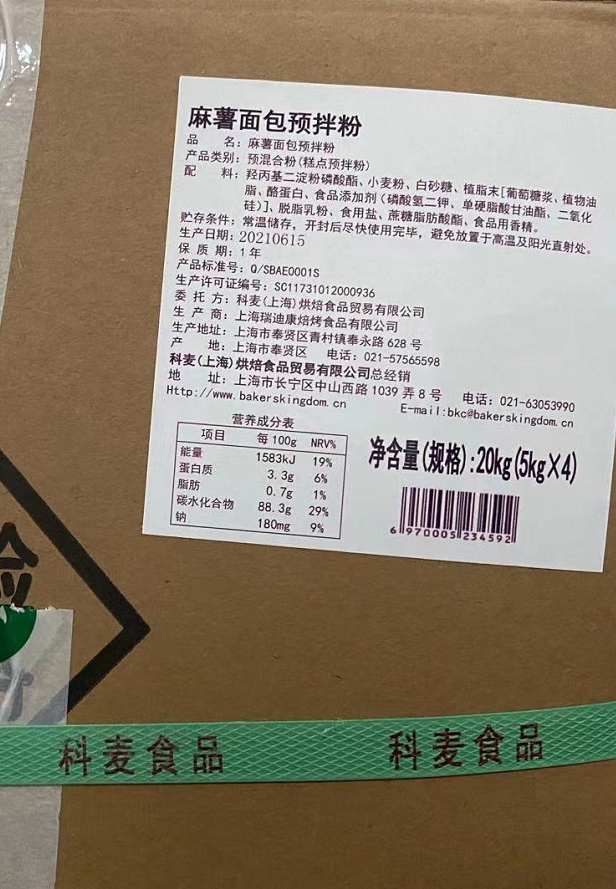 麻薯面包预拌粉
品 名：麻薯面包预拌粉
产品类别：预混合粉(糕点预拌粉)
配 料：羟丙基二淀粉磷酸酯、小麦粉、白砂糖、植脂末[葡萄糖浆、植物油
脂、酪蛋白、食品添加剂(磷酸氢二钾、单硬脂酸甘油酯、二氧化
硅)]、脱脂乳粉、食用盐、蔗糖脂肪酸酯、食品用香精。
贮存条件：常温储存，开封后尽快使用完毕，避免放置于高温及阳光直射处。
生产日期：20210615
保 质 期：1年
产品标准号：Q/SBAE0001S
生产许可证编号：SC11731012000936
委 托 方：科麦(上海)烘焙食品贸易有限公司
生 产 商：上海瑞迪康焙烤食品有限公司
生产地址：上海市奉贤区青村镇奉永路628号
产 地：上海市奉贤区 电话：021-57565598
科麦(上海)烘焙食品贸易有限公司总经销
地 址：上海市长宁区中山西路1039弄8号 电话：021-63053990
Http://www.bakerskingdom.cn E-mail:bkc@bakerskingdom.cn
营养成分表
项目 每100g NRV%
能量 1583kJ 19%
蛋白质 3.3g 6%
脂肪 0.7g 1%
碳水化合物 88.3g 29%
钠 180mg 9%
净含量(规格):20kg(5kg×4)
6 970005 234592
科麦食品 科麦食品